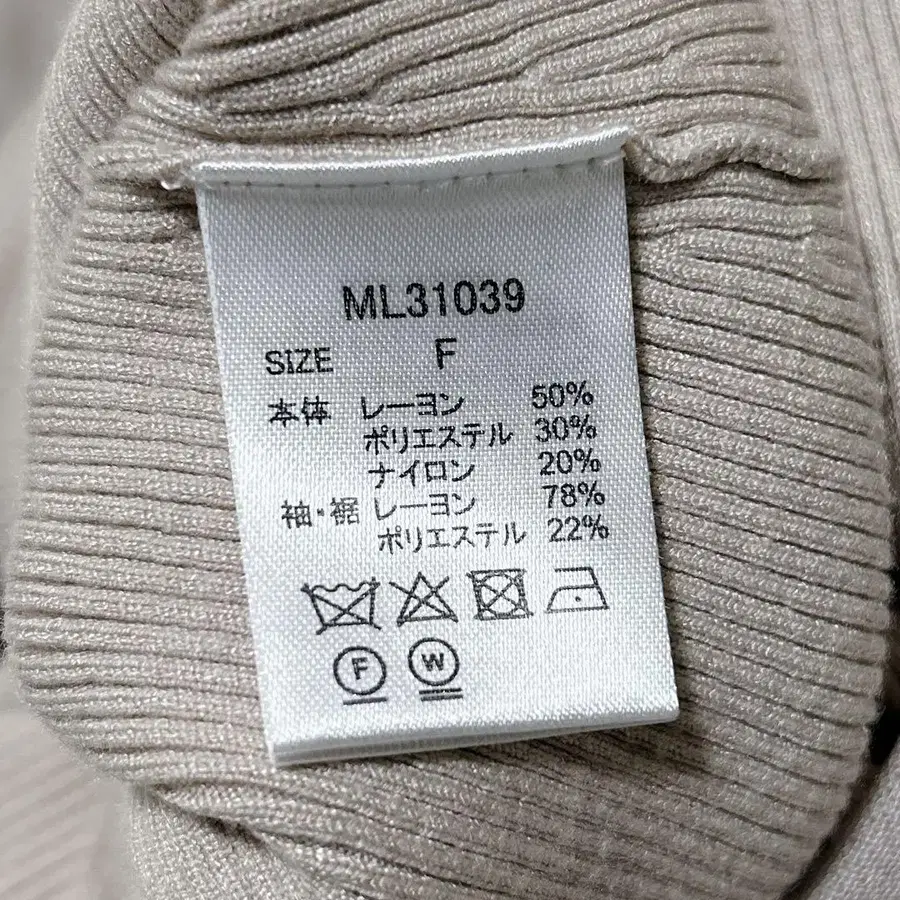 ML31039
SIZE F
本体 レーヨン 50%
ポリエステル 30%
ナイロン 20%
袖・裾 レーヨン 78%
ポリエステル 22%
F W